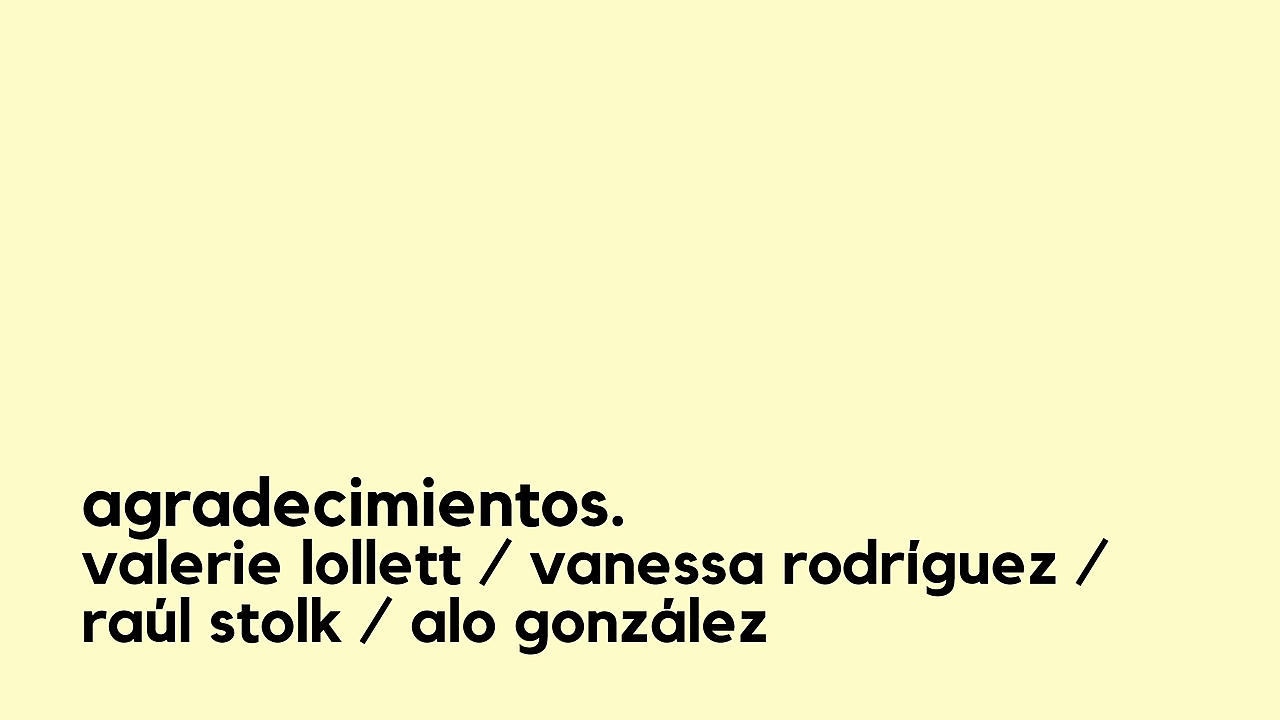 agradecimientos.
valerie lollett / vanessa rodríguez /
raúl stolk / alo gonzález